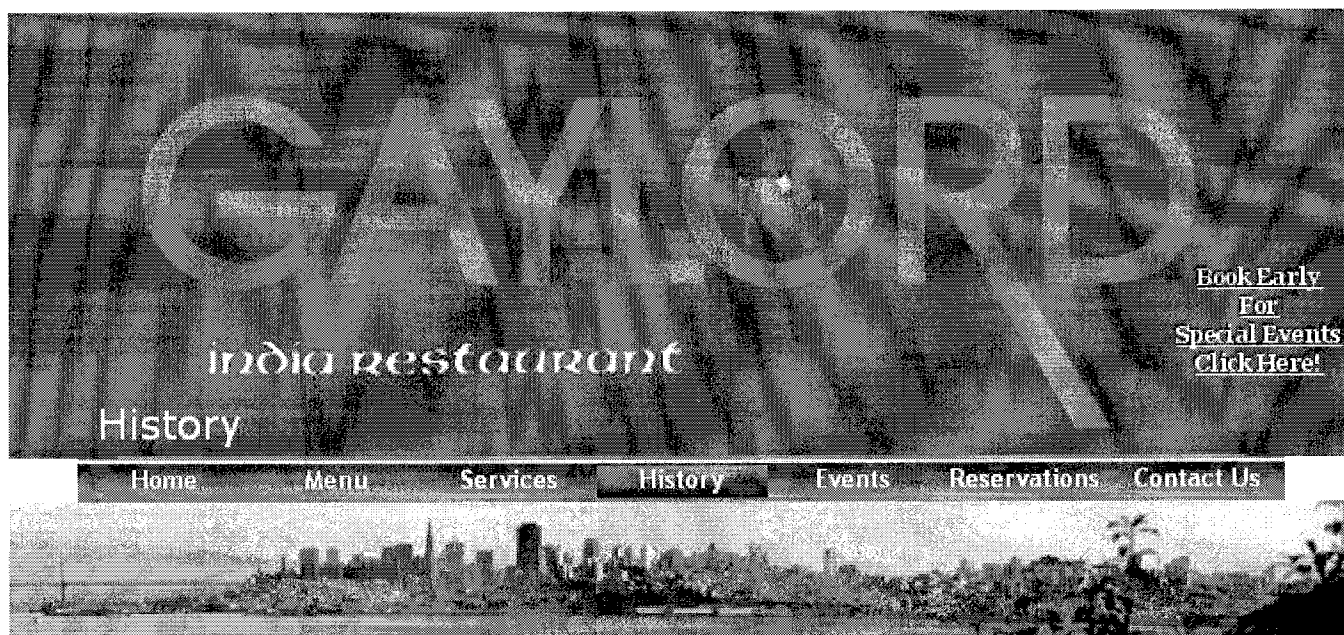 GAYLORD
india restaurant
Book Early
For
Special Events
Click Here!
History
Home Menu Services History Events Reservations Contact Us